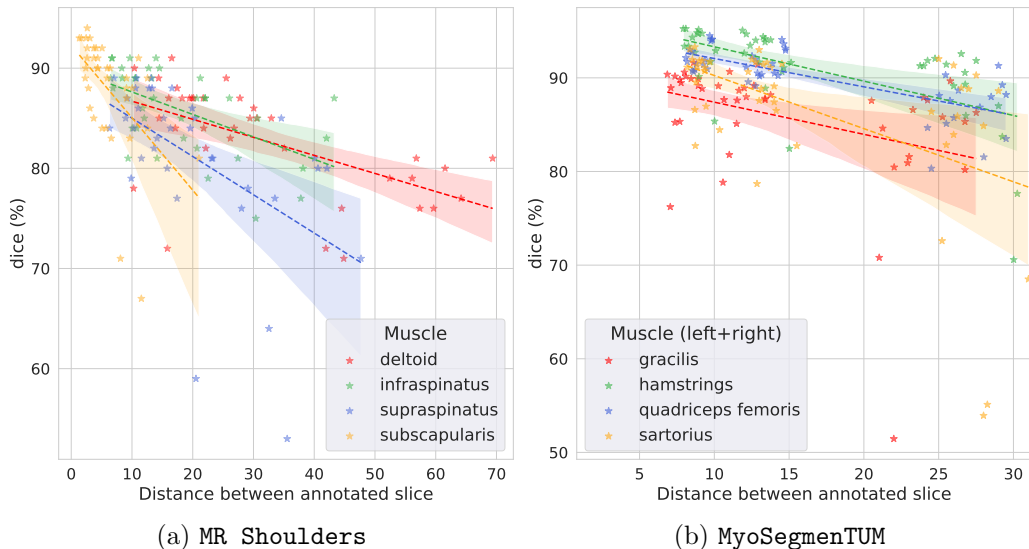 dice (%)
90
80
70
60
0 10 20 30 40 50 60 70
Distance between annotated slice
Muscle
deltoid
infraspinatus
supraspinatus
subscapularis
(a) MR Shoulders
dice (%)
90
80
70
60
50
5 10 15 20 25 30
Distance between annotated slice
Muscle (left+right)
gracilis
hamstrings
quadriceps femoris
sartorius
(b) MyoSegmenTUM